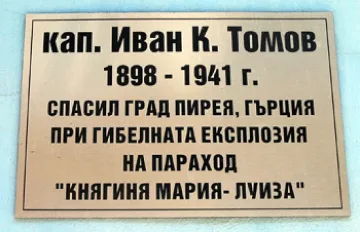 кап. Иван К. Томов
1898 - 1941 г.
СПАСИЛ ГРАД ПИРЕЯ, ГЪРЦИЯ
ПРИ ГИБЕЛНАТА ЕКСПЛОЗИЯ
НА ПАРАХОД
"КНЯГИНЯ МАРИЯ- ЛУИЗА"